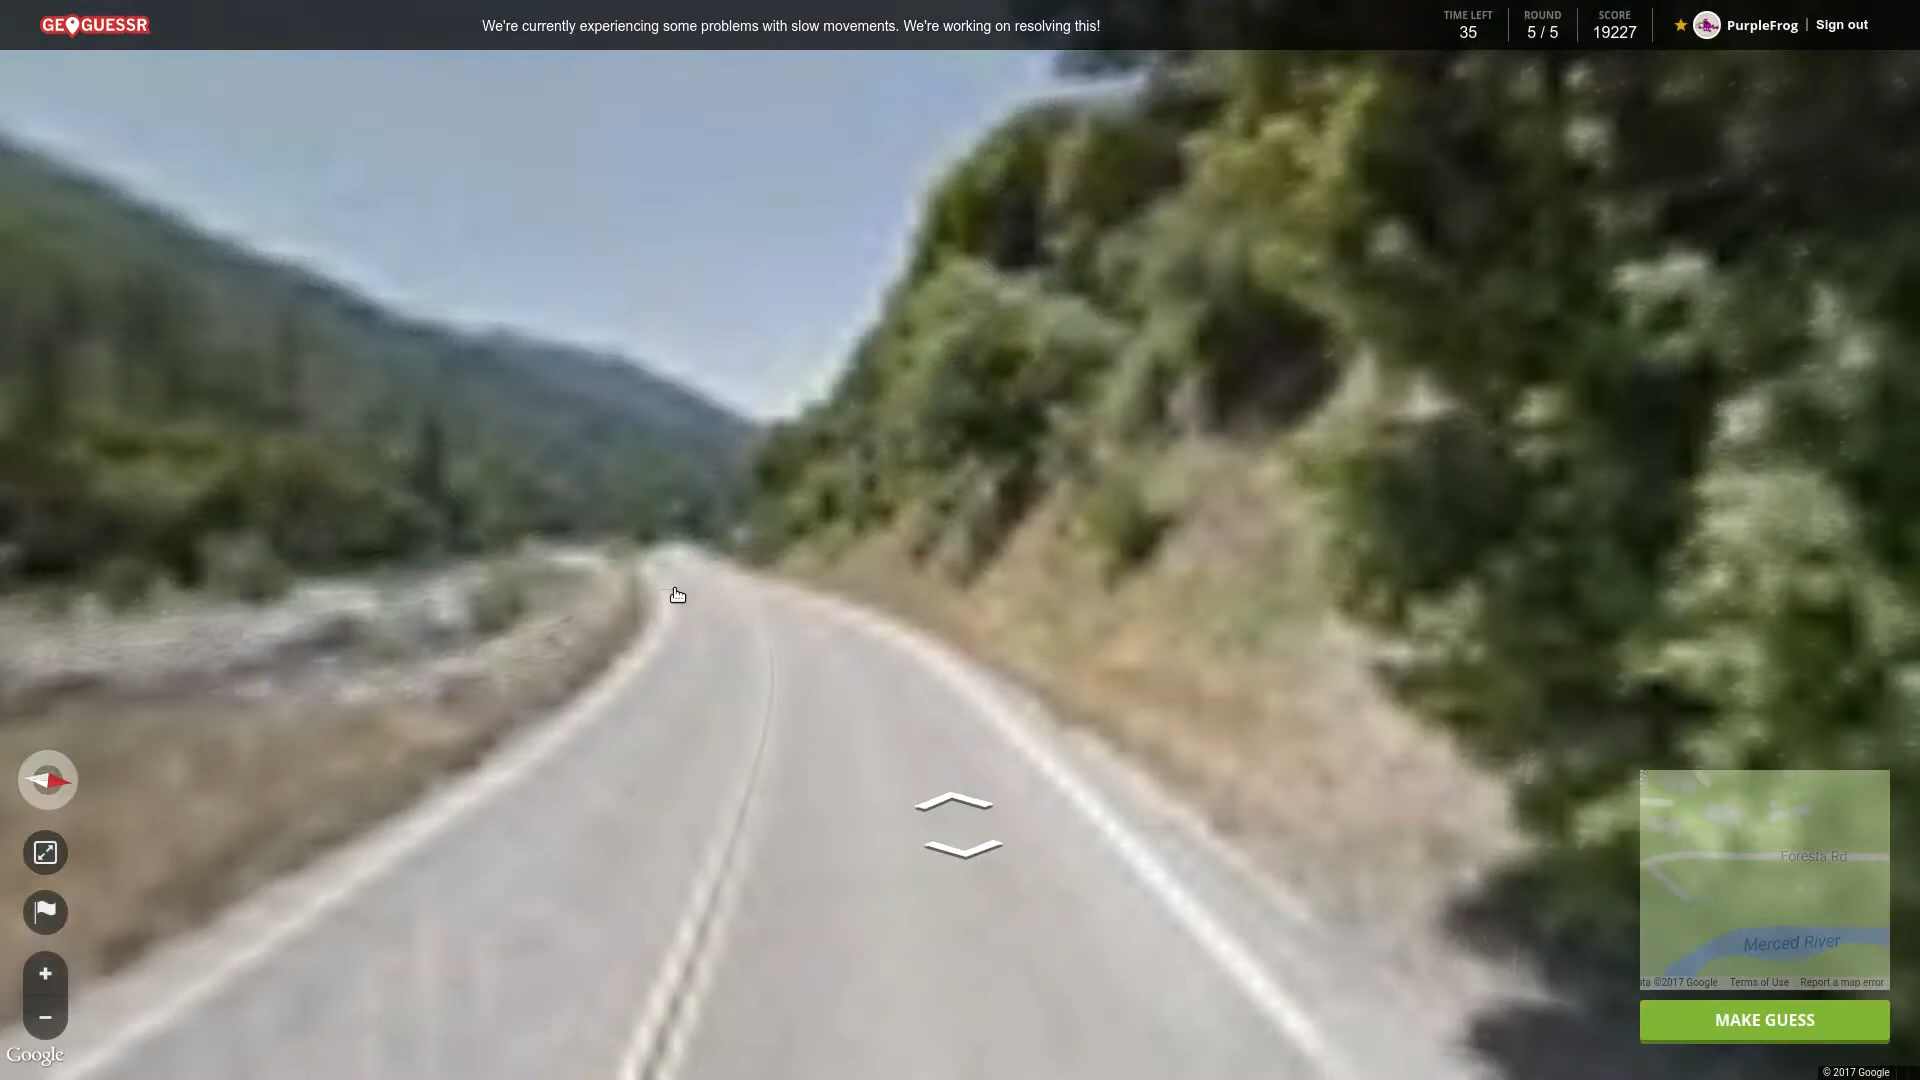 GEOGUESSR
We're currently experiencing some problems with slow movements. We're working on resolving this!
TIME LEFT
35
ROUND
5 / 5
SCORE
19227
PurpleFrog
Sign out
Foresta Rd
Merced River
ta ©2017 Google
Terms of Use
Report a map error
MAKE GUESS
Google
© 2017 Google